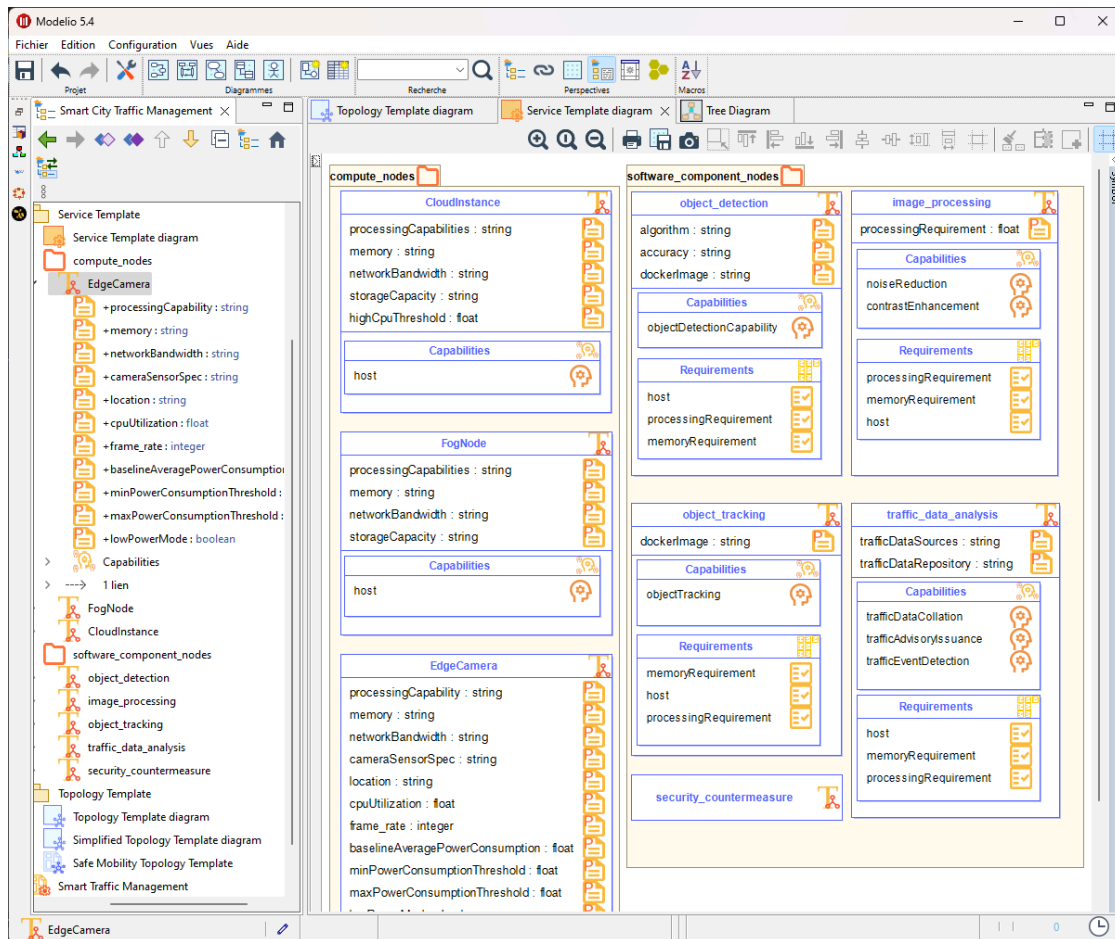 Modelio 5.4
Fichier Edition Configuration Vues Aide
Projet Diagrammes Recherche Perspectives Macros
Smart City Traffic Management
Service Template
Service Template diagram
compute_nodes
EdgeCamera
+processingCapability : string
+memory : string
+networkBandwidth : string
+cameraSensorSpec : string
+location : string
+cpuUtilization : float
+frame_rate : integer
+baselineAveragePowerConsumption
+minPowerConsumptionThreshold :
+maxPowerConsumptionThreshold :
+lowPowerMode : boolean
Capabilities
1 lien
FogNode
CloudInstance
software_component_nodes
object_detection
image_processing
object_tracking
traffic_data_analysis
security_countermeasure
Topology Template
Topology Template diagram
Simplified Topology Template diagram
Safe Mobility Topology Template
Smart Traffic Management
EdgeCamera
Topology Template diagram
Service Template diagram
Tree Diagram
compute_nodes
CloudInstance
processingCapabilities : string
memory : string
networkBandwidth : string
storageCapacity : string
highCpuThreshold : float
Capabilities
host
FogNode
processingCapabilities : string
memory : string
networkBandwidth : string
storageCapacity : string
Capabilities
host
EdgeCamera
processingCapability : string
memory : string
networkBandwidth : string
cameraSensorSpec : string
location : string
cpuUtilization : float
frame_rate : integer
baselineAveragePowerConsumption : float
minPowerConsumptionThreshold : float
maxPowerConsumptionThreshold : float
software_component_nodes
object_detection
algorithm : string
accuracy : string
dockerImage : string
Capabilities
objectDetectionCapability
Requirements
host
processingRequirement
memoryRequirement
image_processing
processingRequirement : float
Capabilities
noiseReduction
contrastEnhancement
Requirements
processingRequirement
memoryRequirement
host
object_tracking
dockerImage : string
Capabilities
objectTracking
Requirements
memoryRequirement
host
processingRequirement
traffic_data_analysis
trafficDataSources : string
trafficDataRepository : string
Capabilities
trafficDataCollation
trafficAdvisoryIssuance
trafficEventDetection
Requirements
host
memoryRequirement
processingRequirement
security_countermeasure
0